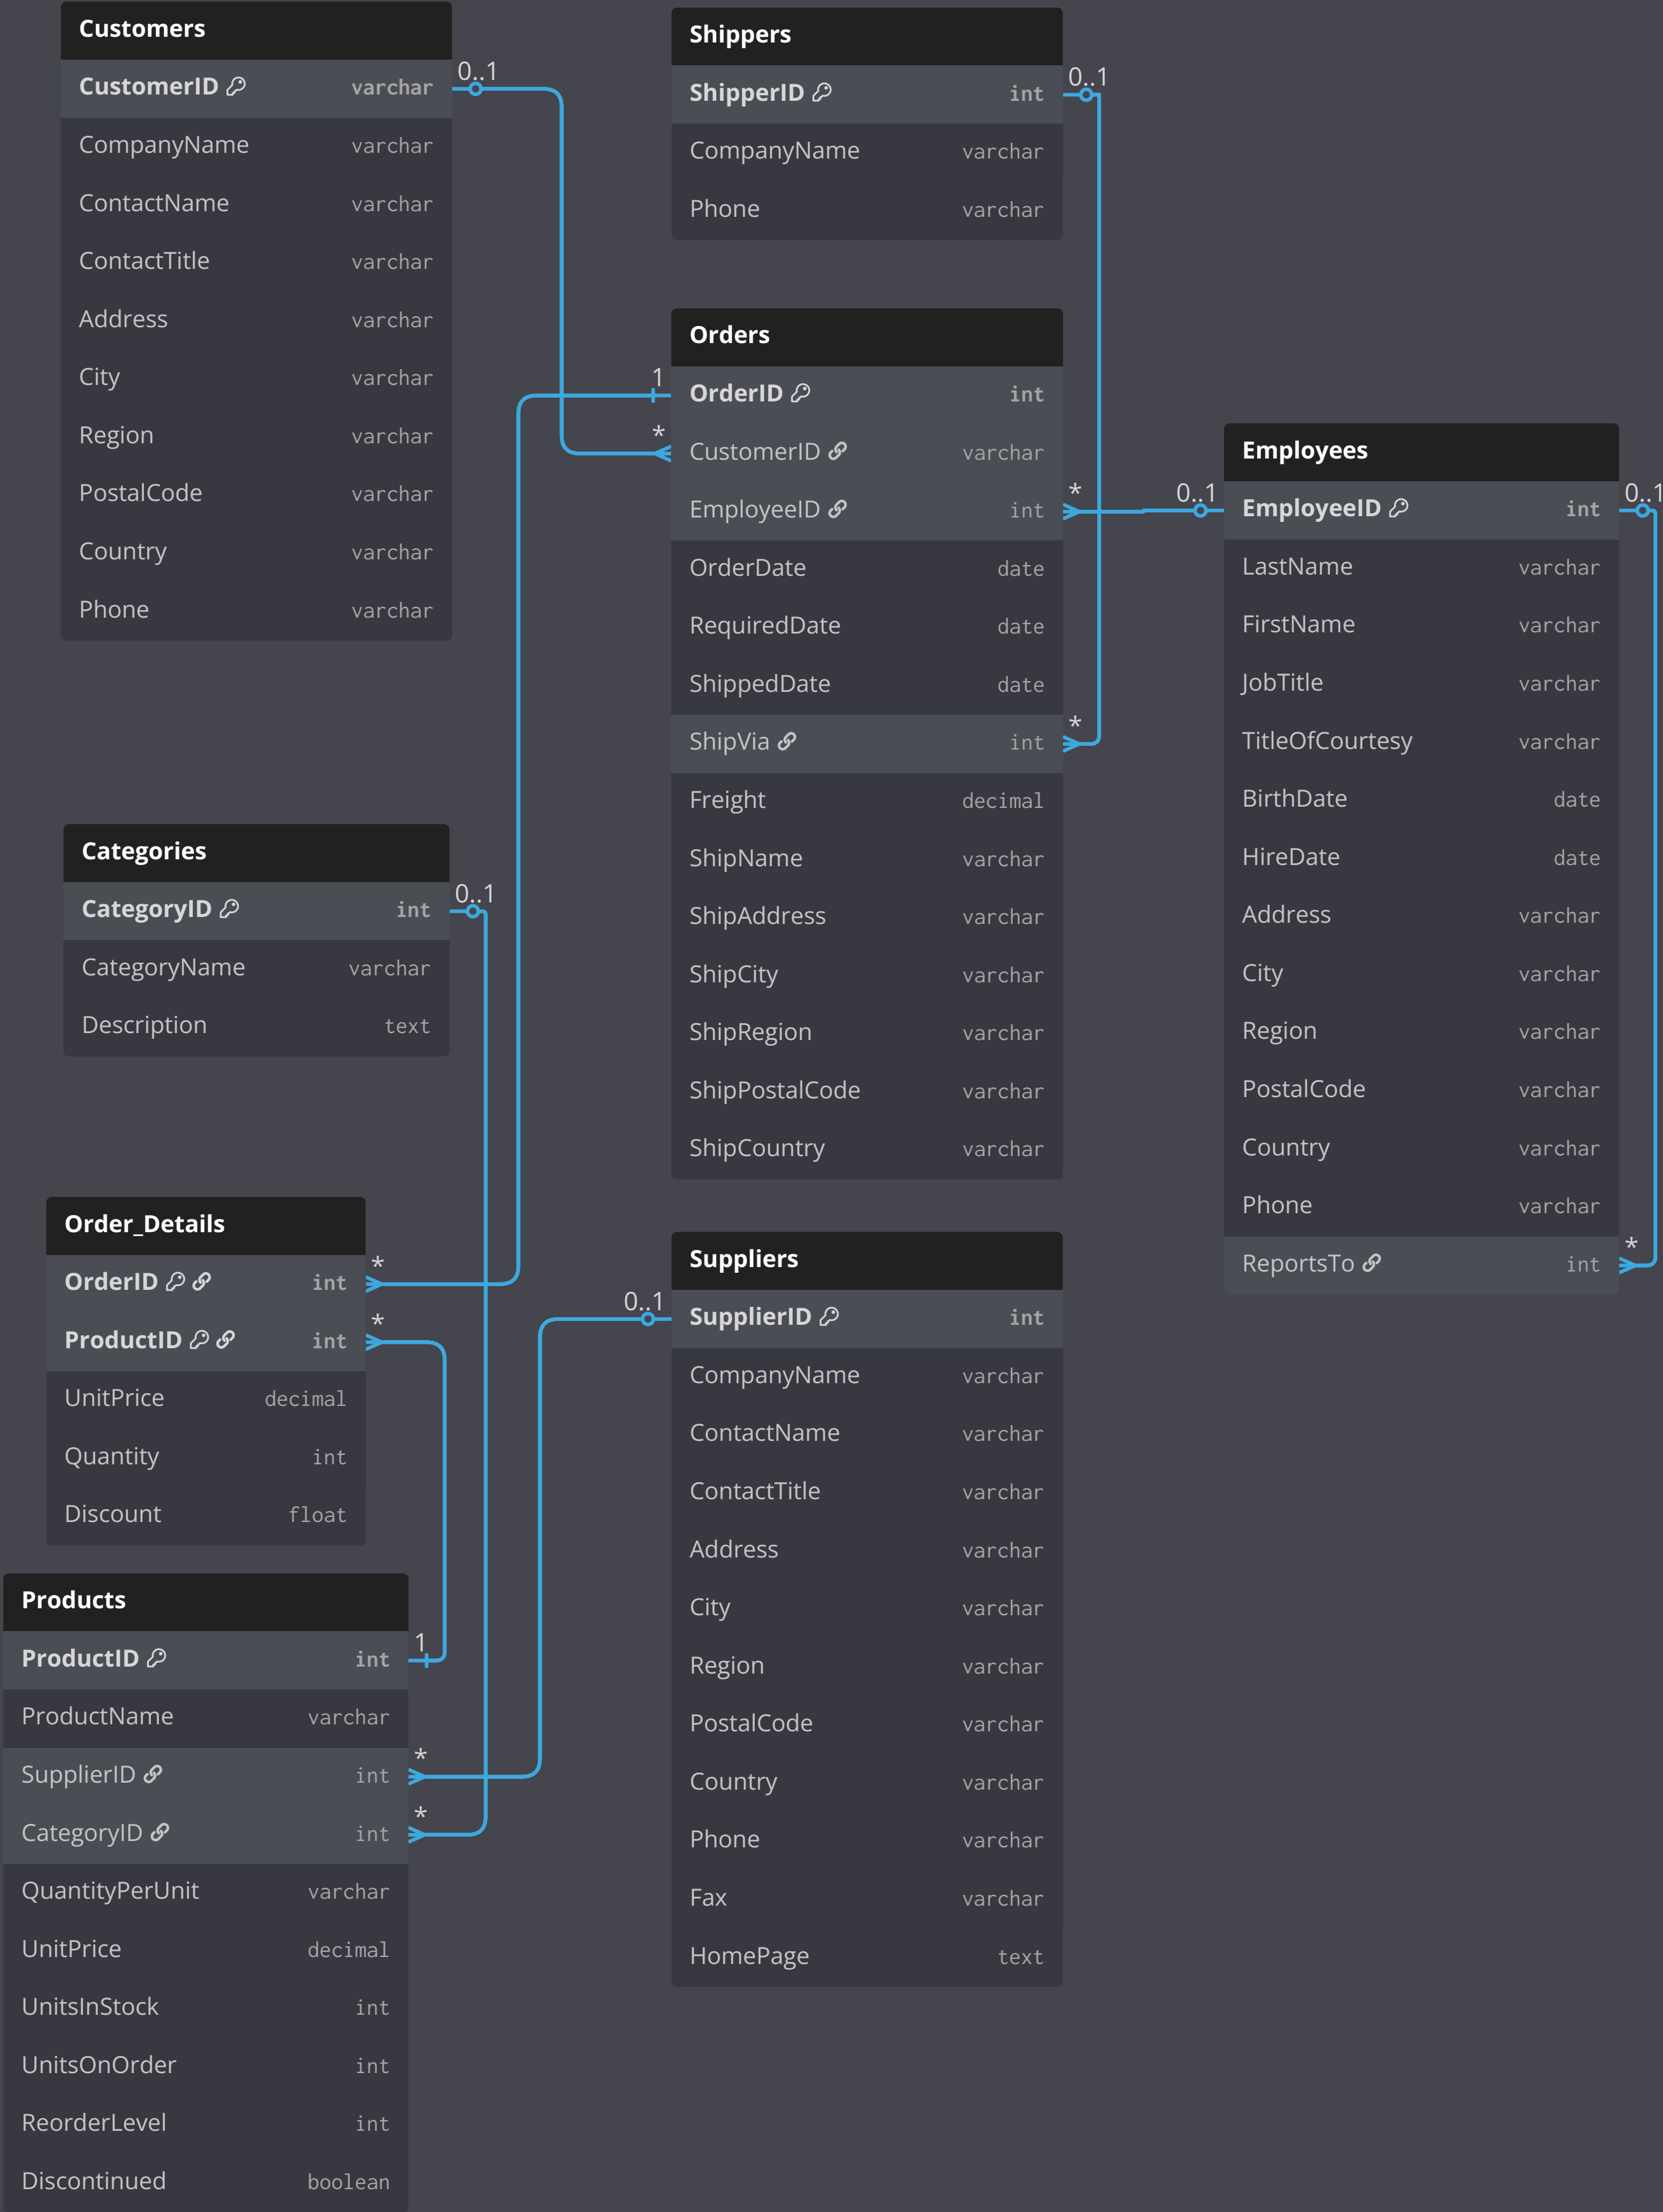 Customers
CustomerID varchar
CompanyName varchar
ContactName varchar
ContactTitle varchar
Address varchar
City varchar
Region varchar
PostalCode varchar
Country varchar
Phone varchar
0..1
Shippers
ShipperID int
CompanyName varchar
Phone varchar
0..1
Orders
1
OrderID int
*
CustomerID varchar
EmployeeID int
*
OrderDate date
RequiredDate date
ShippedDate date
ShipVia int
*
Freight decimal
ShipName varchar
ShipAddress varchar
ShipCity varchar
ShipRegion varchar
ShipPostalCode varchar
ShipCountry varchar
Employees
0..1
EmployeeID int
0..1
LastName varchar
FirstName varchar
JobTitle varchar
TitleOfCourtesy varchar
BirthDate date
HireDate date
Address varchar
City varchar
Region varchar
PostalCode varchar
Country varchar
Phone varchar
ReportsTo int
*
Categories
CategoryID int
0..1
CategoryName varchar
Description text
Order_Details
OrderID int
*
ProductID int
*
UnitPrice decimal
Quantity int
Discount float
Suppliers
0..1
SupplierID int
CompanyName varchar
ContactName varchar
ContactTitle varchar
Address varchar
City varchar
Region varchar
PostalCode varchar
Country varchar
Phone varchar
Fax varchar
HomePage text
Products
ProductID int
1
ProductName varchar
SupplierID int
*
CategoryID int
*
QuantityPerUnit varchar
UnitPrice decimal
UnitsInStock int
UnitsOnOrder int
ReorderLevel int
Discontinued boolean